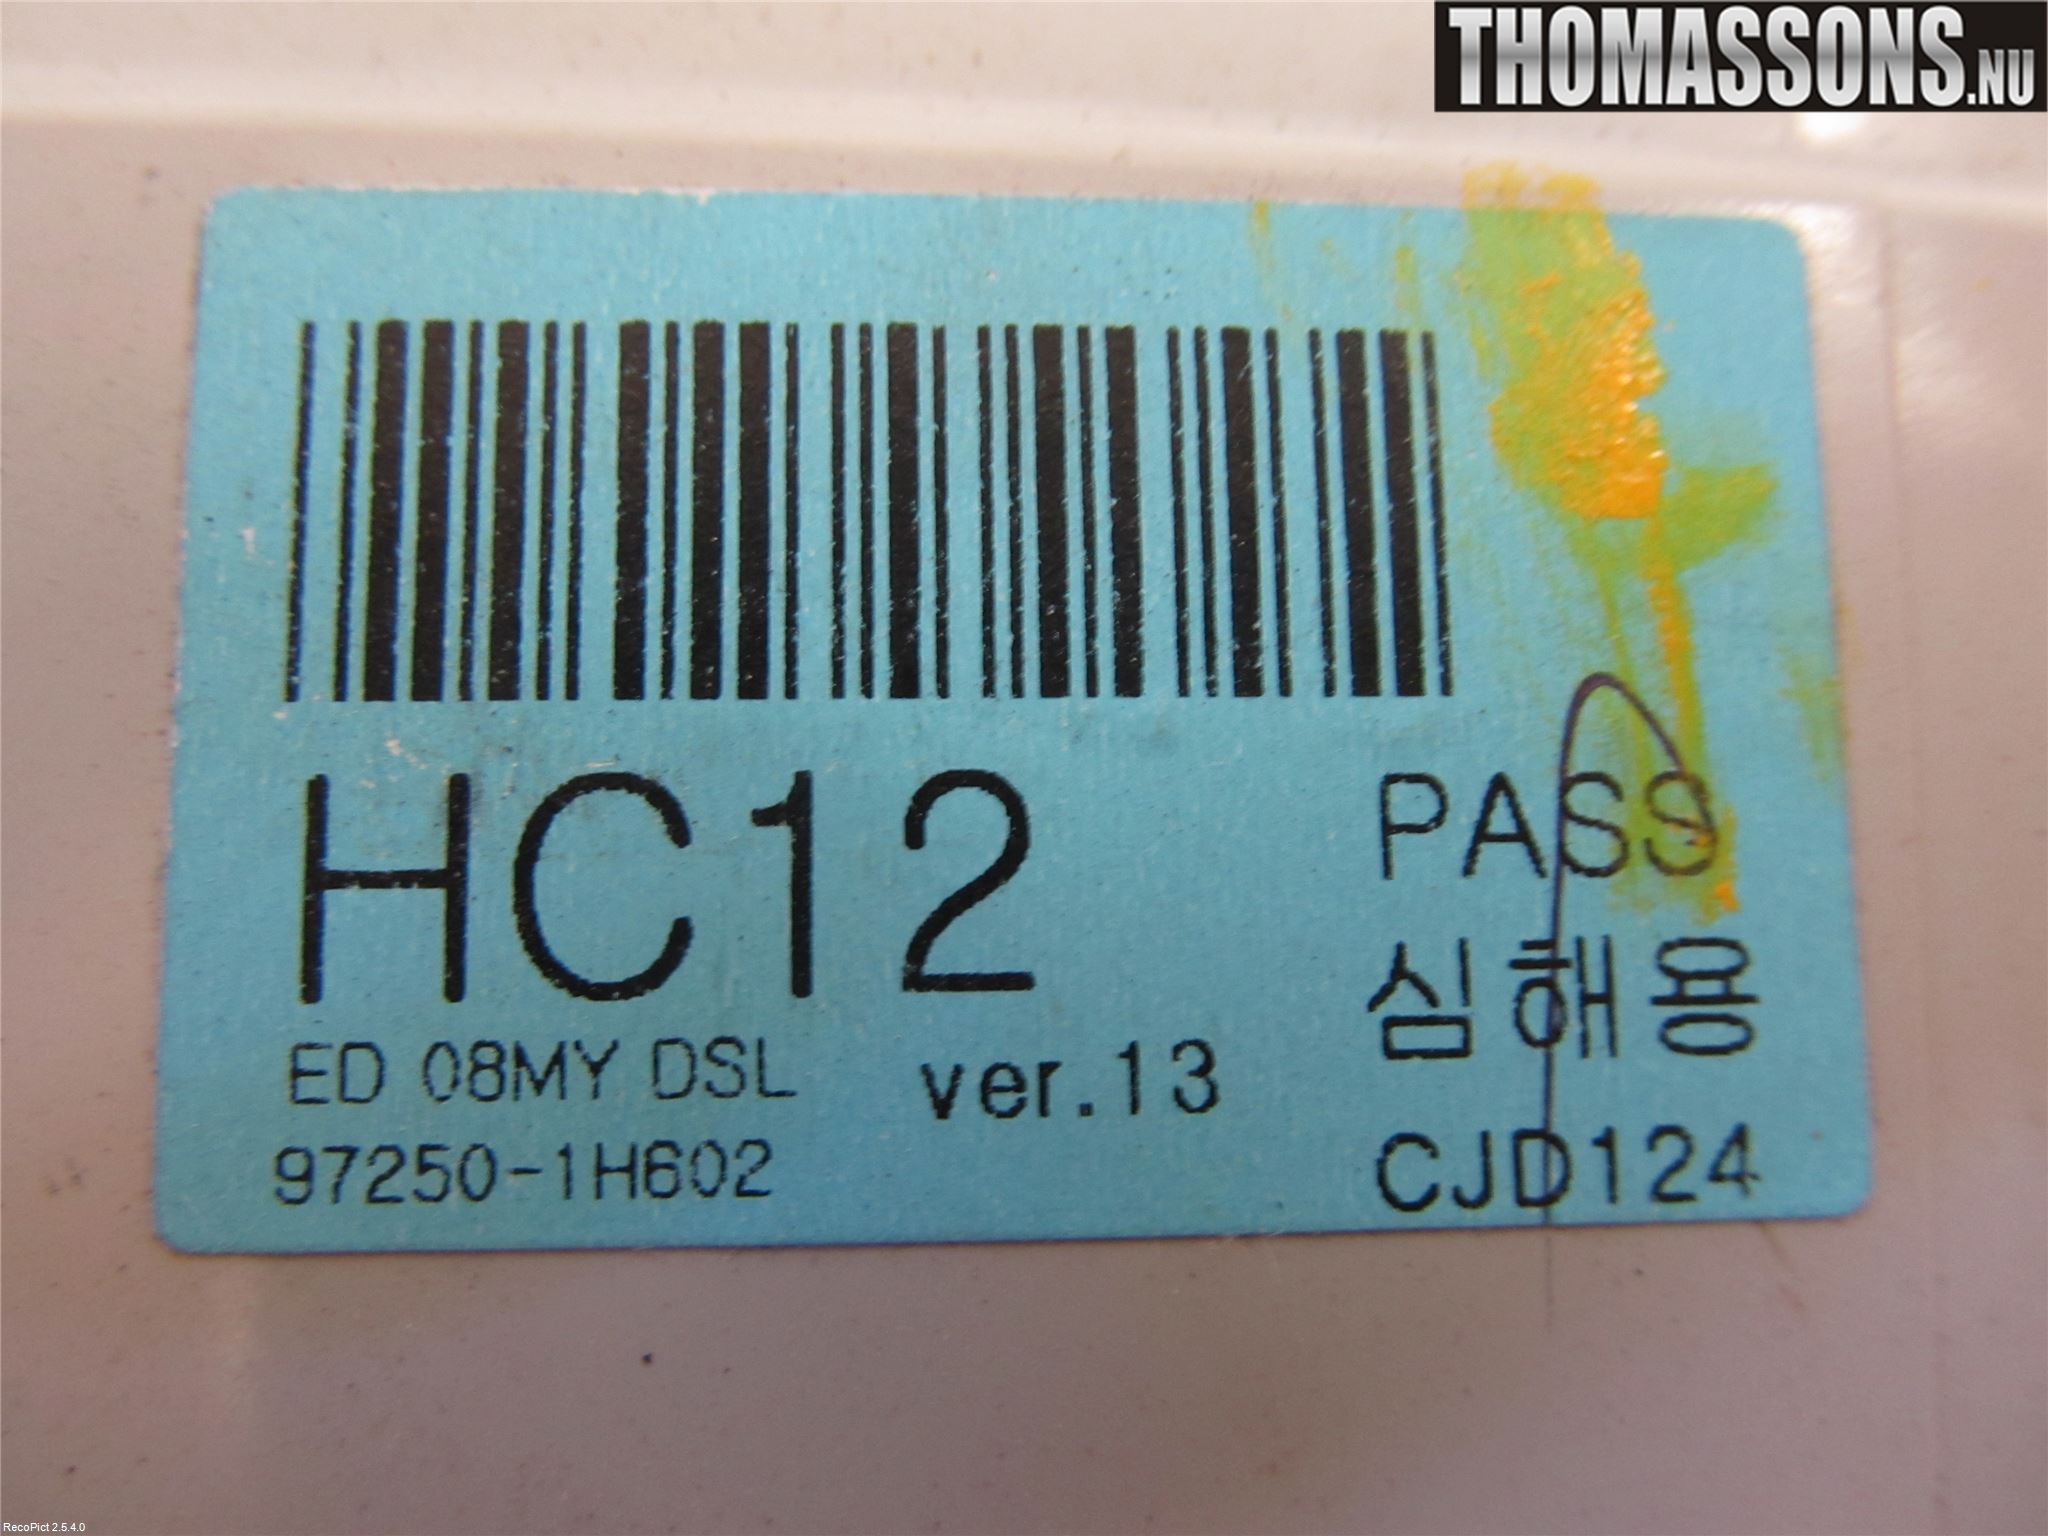 THOMASSONS.NU
HC12
PASS
심해용
ED 08MY DSL
ver.13
97250-1H602
CJD124
RecoPict 2.5.4.0